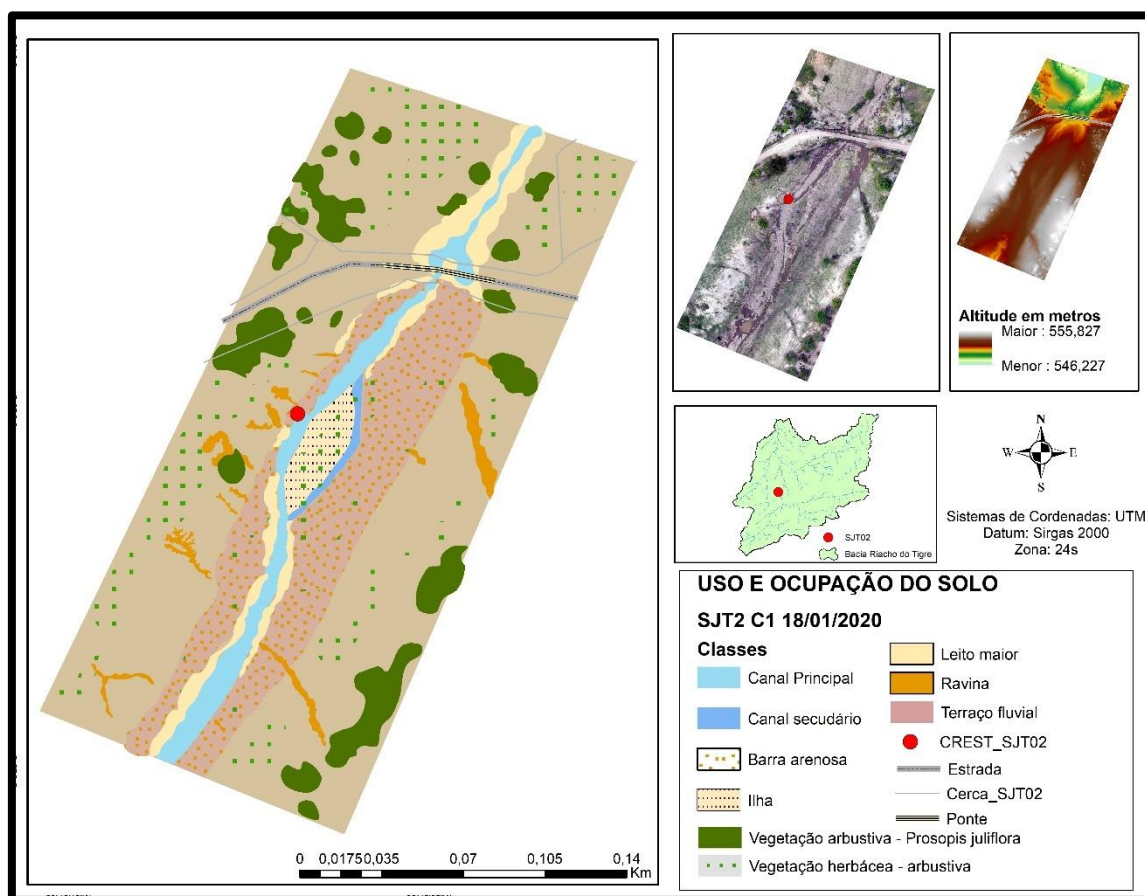 Altitude em metros
Maior : 555,827
Menor : 546,227
SJT02
Bacia Riacho do Tigre
N
W
E
S
Sistemas de Cordenadas: UTM
Datum: Sirgas 2000
Zona: 24s
USO E OCUPAÇÃO DO SOLO
SJT2 C1 18/01/2020
Classes
Canal Principal
Canal secudário
Barra arenosa
Ilha
Vegetação arbustiva - Prosopis juliflora
Vegetação herbácea - arbustiva
Leito maior
Ravina
Terraço fluvial
CREST_SJT02
Estrada
Cerca_SJT02
Ponte
0 0,01750,035 0,07 0,105 0,14
Km